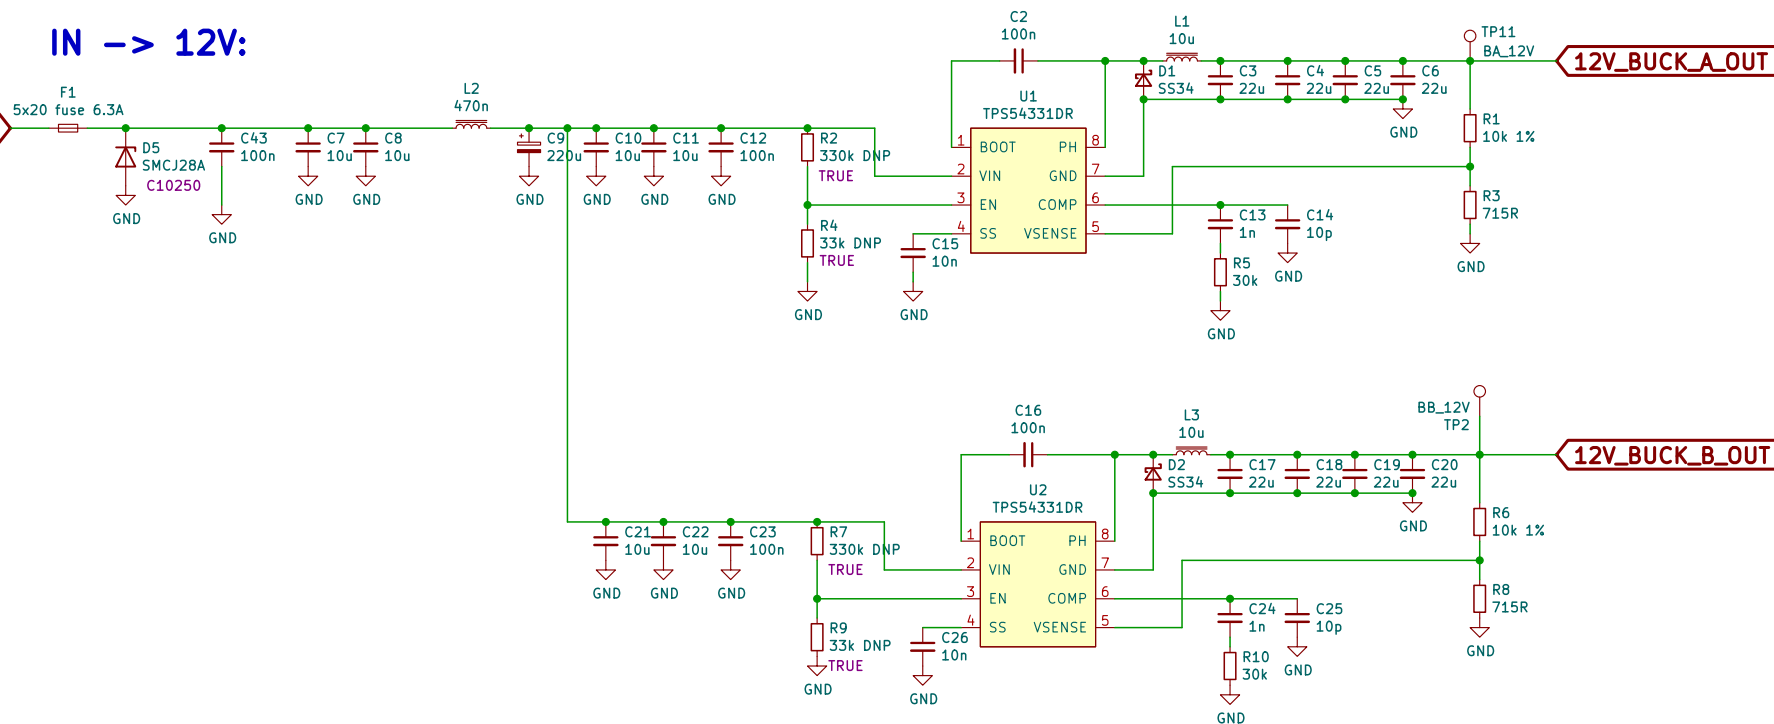 IN -> 12V:
F1
5x20 fuse 6.3A
D5
SMCJ28A
C10250
GND
C43
100n
GND
C7
10u
GND
C8
10u
GND
L2
470n
C9
220u
GND
C10
10u
GND
C11
10u
GND
C12
100n
GND
R2
330k DNP
TRUE
R4
33k DNP
TRUE
GND
C15
10n
GND
C2
100n
U1
TPS54331DR
1
BOOT
PH
8
2
VIN
GND
7
3
EN
COMP
6
4
SS
VSENSE
5
L1
10u
D1
SS34
C3
22u
C4
22u
C5
22u
C6
22u
GND
C13
1n
C14
10p
GND
R5
30k
GND
TP11
BA_12V
R1
10k 1%
R3
715R
GND
12V_BUCK_A_OUT
C21
10u
GND
C22
10u
GND
C23
100n
GND
R7
330k DNP
TRUE
R9
33k DNP
TRUE
GND
C26
10n
GND
C16
100n
U2
TPS54331DR
1
BOOT
PH
8
2
VIN
GND
7
3
EN
COMP
6
4
SS
VSENSE
5
L3
10u
D2
SS34
C17
22u
C18
22u
C19
22u
C20
22u
GND
C24
1n
C25
10p
GND
R10
30k
GND
BB_12V
TP2
R6
10k 1%
R8
715R
GND
12V_BUCK_B_OUT